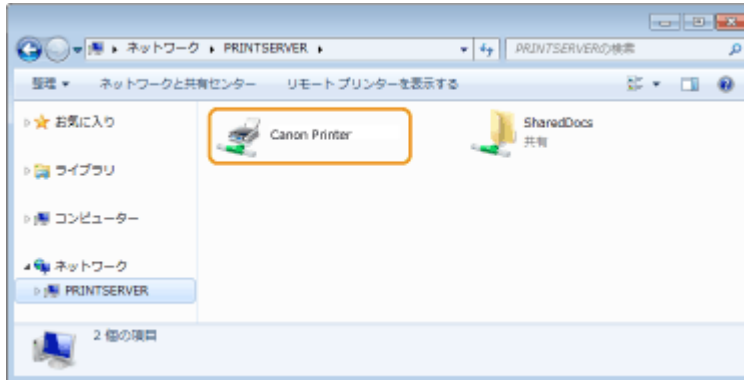 ネットワーク ▸ PRINTSERVER ▸
PRINTSERVERの検索
整理 ▼ ネットワークと共有センター リモート プリンターを表示する
お気に入り
ライブラリ
コンピューター
ネットワーク
PRINTSERVER
Canon Printer
SharedDocs
共有
2 個の項目